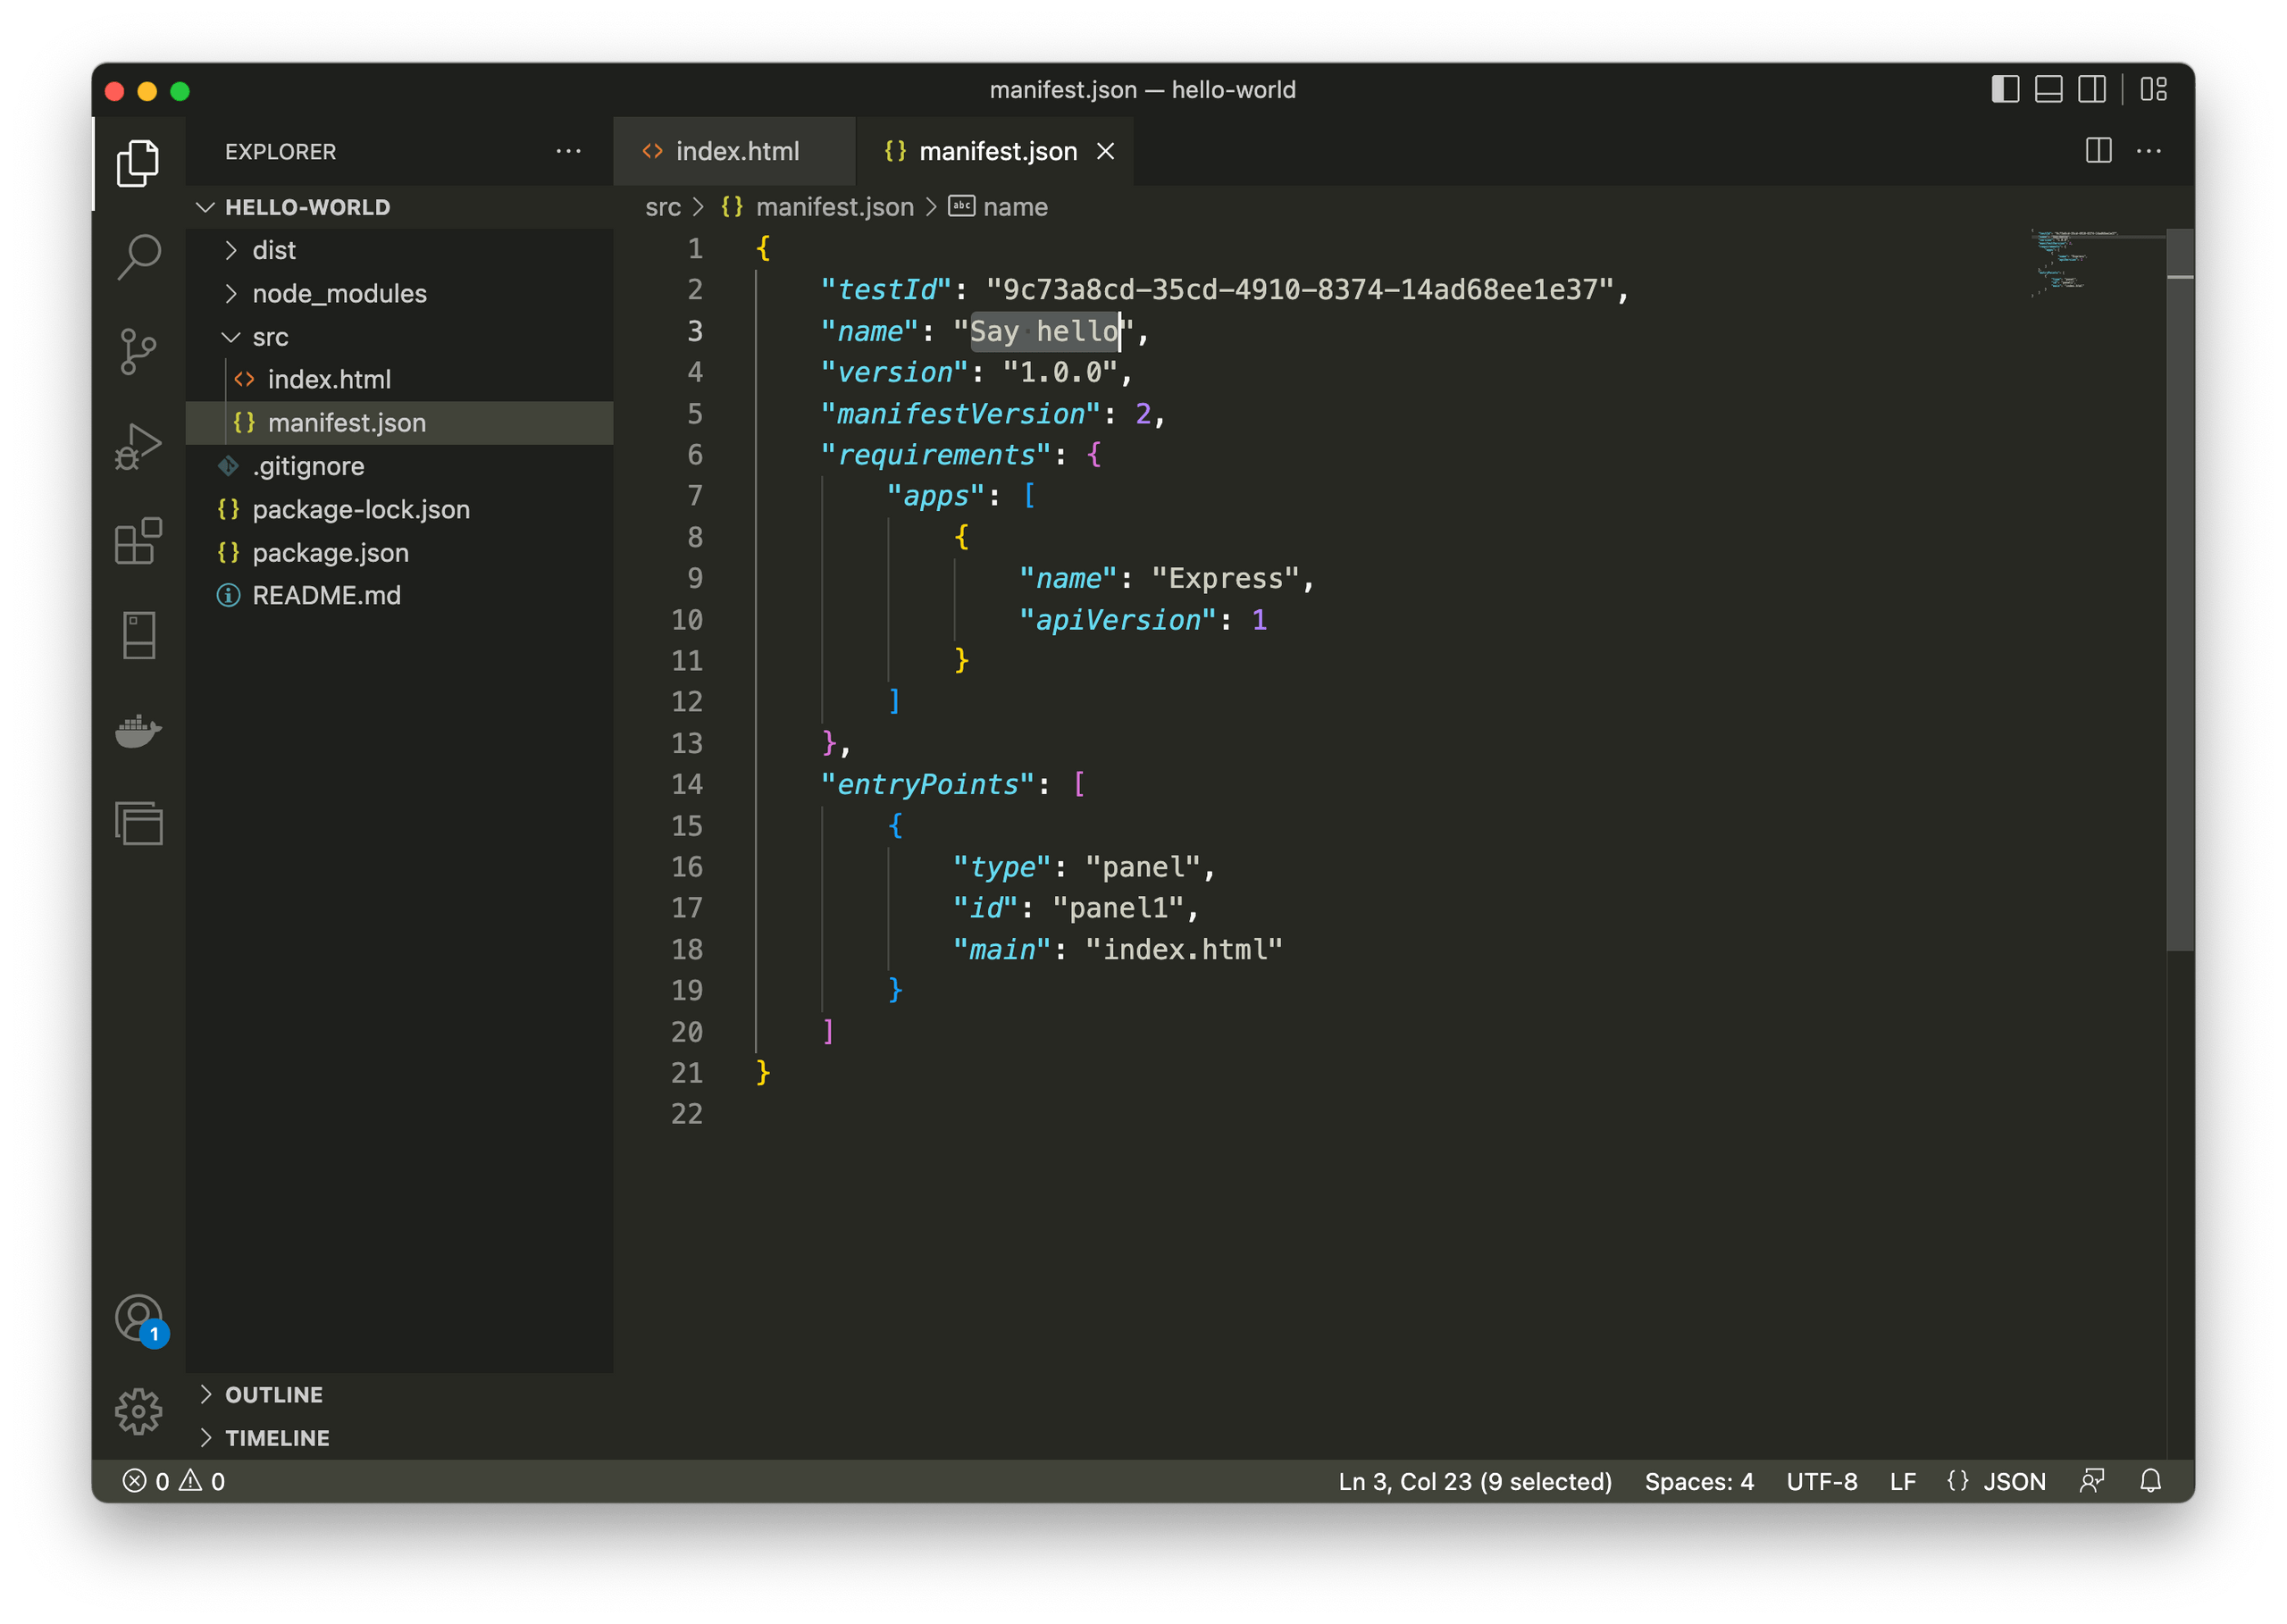 manifest.json — hello-world
EXPLORER
index.html
manifest.json
HELLO-WORLD
dist
node_modules
src
index.html
manifest.json
.gitignore
package-lock.json
package.json
README.md
src > {} manifest.json > abc name
1 {
2 "testId": "9c73a8cd-35cd-4910-8374-14ad68ee1e37",
3 "name": "Say hello",
4 "version": "1.0.0",
5 "manifestVersion": 2,
6 "requirements": {
7 "apps": [
8 {
9 "name": "Express",
10 "apiVersion": 1
11 }
12 ]
13 },
14 "entryPoints": [
15 {
16 "type": "panel",
17 "id": "panel1",
18 "main": "index.html"
19 }
20 ]
21 }
22
1
OUTLINE
TIMELINE
0 0
Ln 3, Col 23 (9 selected) Spaces: 4 UTF-8 LF {} JSON